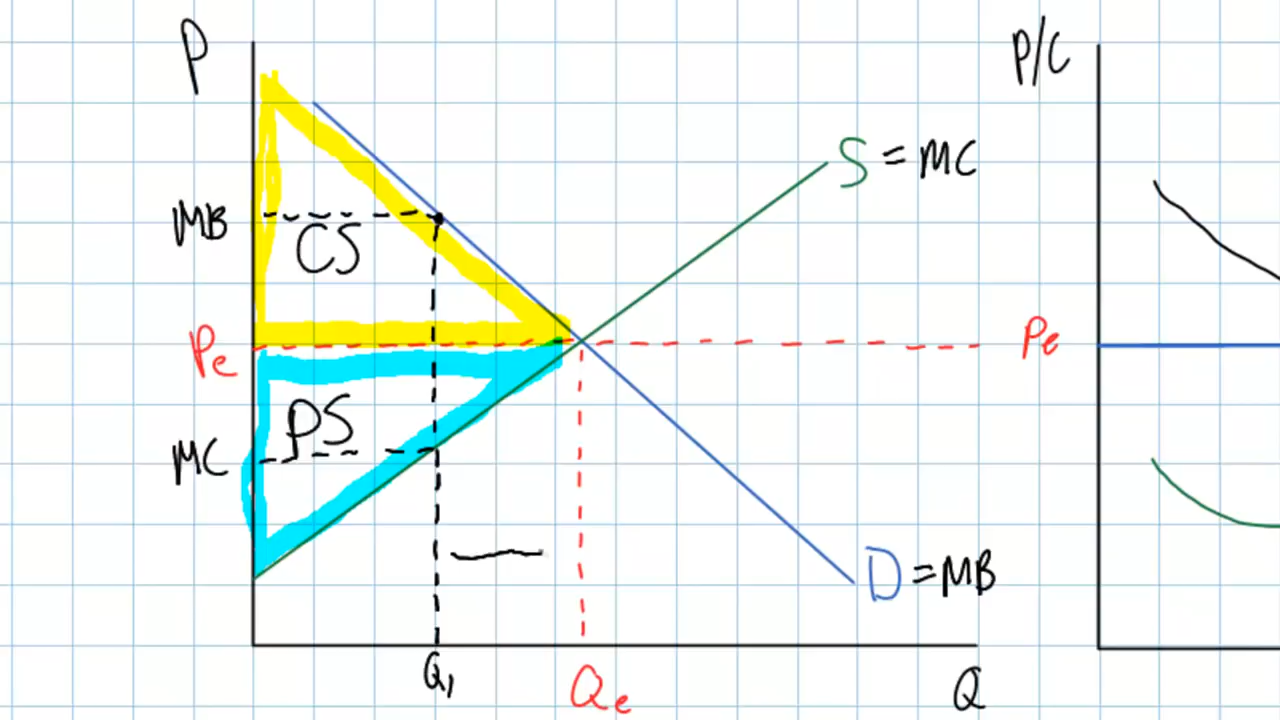 P
P/C
S = MC
MB
CS
Pe
Pe
PS
MC
D = MB
Q1
Qe
Q